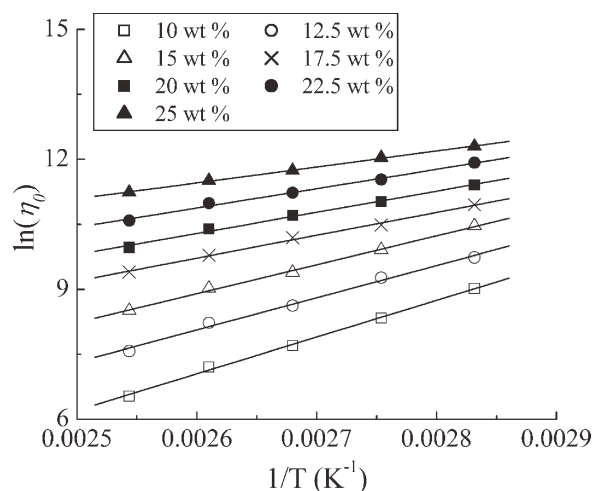 15
10 wt % 12.5 wt %
15 wt % 17.5 wt %
20 wt % 22.5 wt %
25 wt %
12
ln(η0)
9
6
0.0025 0.0026 0.0027 0.0028 0.0029
1/T (K-1)